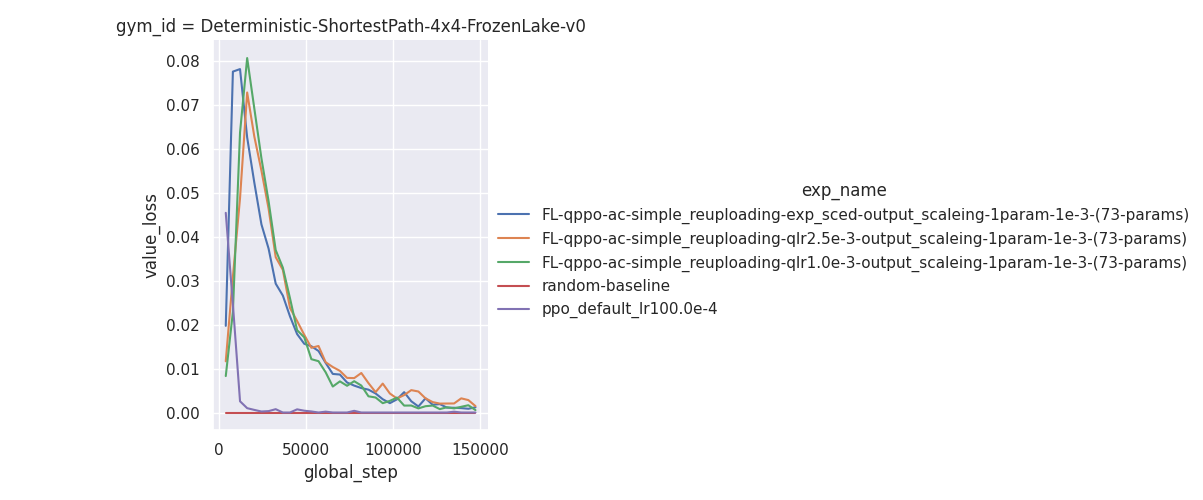 gym_id = Deterministic-ShortestPath-4x4-FrozenLake-v0
0.08
0.07
0.06
0.05
0.04
0.03
0.02
0.01
0.00
value_loss
0
50000
100000
150000
global_step
exp_name
FL-qppo-ac-simple_reuploading-exp_sced-output_scaleing-1param-1e-3-(73-params)
FL-qppo-ac-simple_reuploading-qlr2.5e-3-output_scaleing-1param-1e-3-(73-params)
FL-qppo-ac-simple_reuploading-qlr1.0e-3-output_scaleing-1param-1e-3-(73-params)
random-baseline
ppo_default_lr100.0e-4